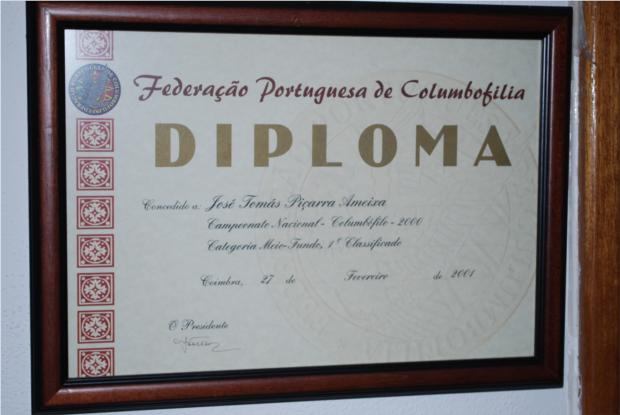 Federação Portuguesa de Columbofilia
DIPLOMA
Concedido a: José Tomás Piçarra Ameixa
Campeonato Nacional - Columbófilo - 2000
Categoria Meio-Fundo, 1º Classificado
Coimbra, 27 de Fevereiro de 2001
O Presidente